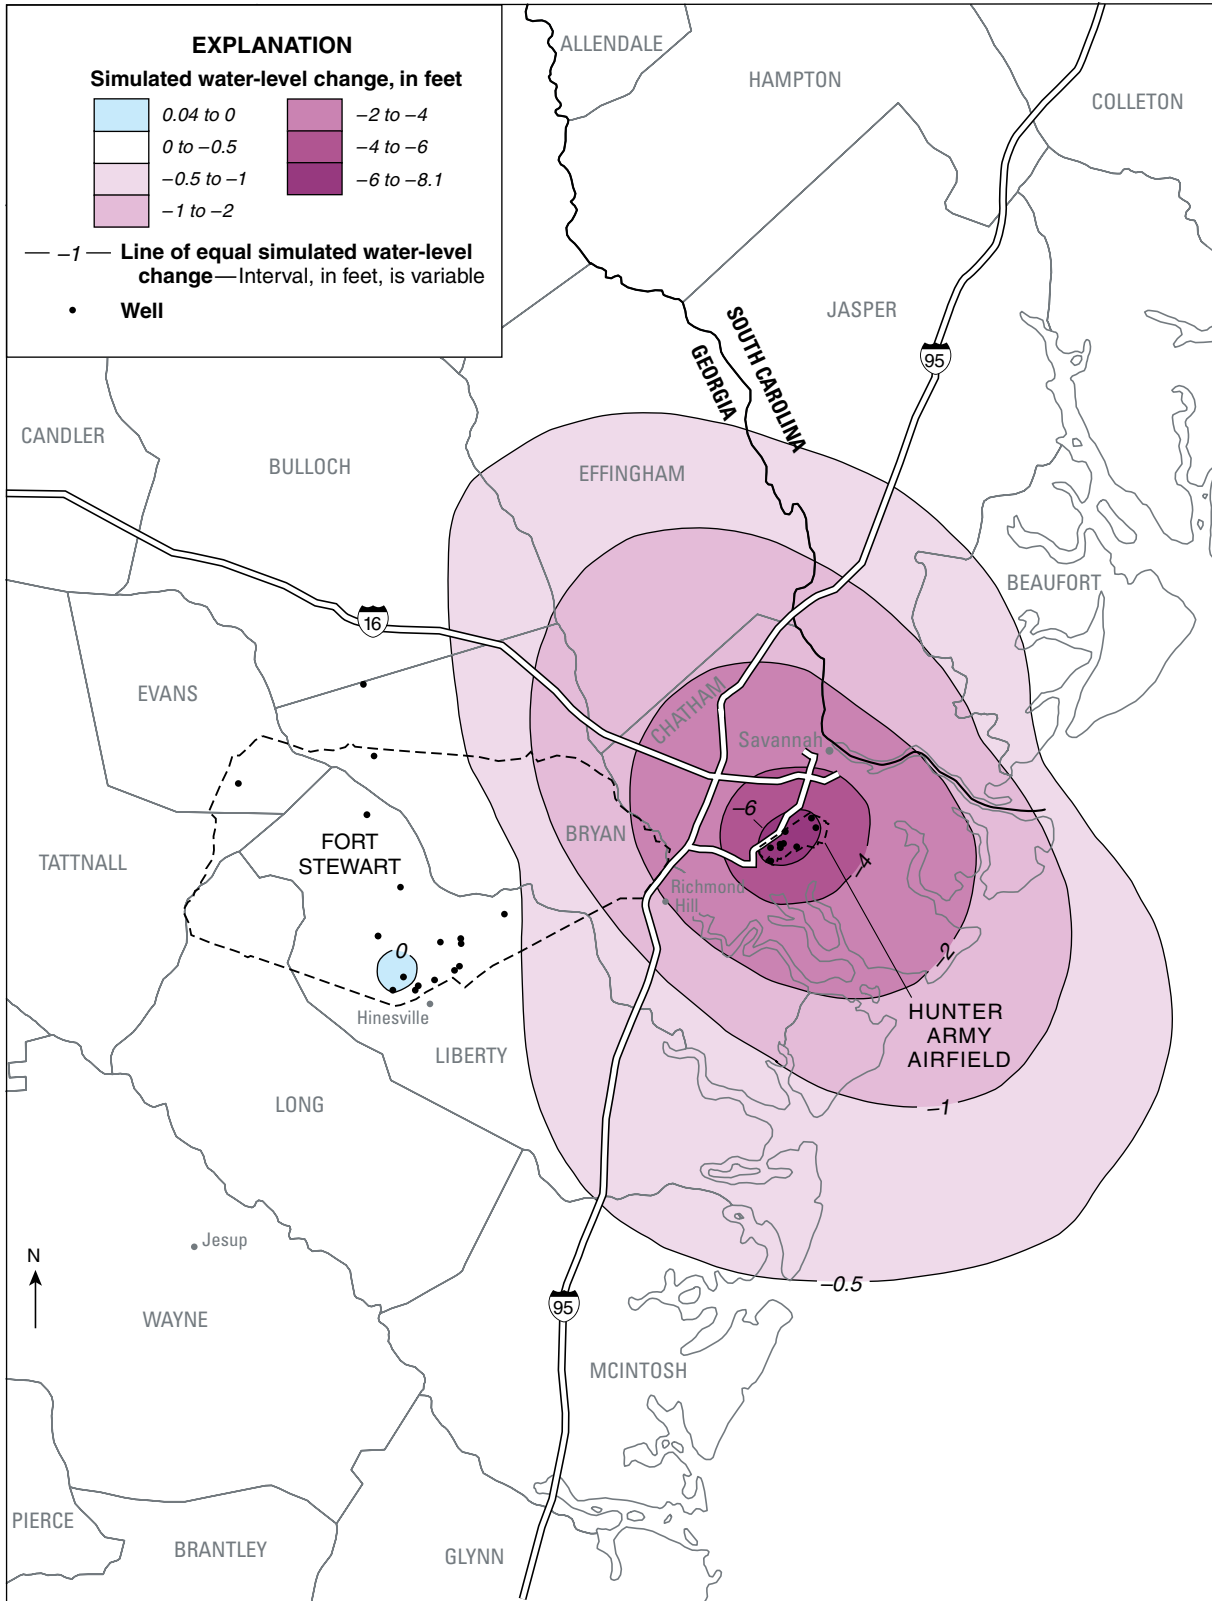 EXPLANATION
Simulated water-level change, in feet
0.04 to 0
0 to −0.5
−0.5 to −1
−1 to −2
−2 to −4
−4 to −6
−6 to −8.1
−1 Line of equal simulated water-level
change—Interval, in feet, is variable
Well
ALLENDALE
HAMPTON
COLLETON
JASPER
SOUTH CAROLINA
GEORGIA
95
CANDLER
BULLOCH
EFFINGHAM
BEAUFORT
16
EVANS
CHATHAM
Savannah
−6
BRYAN
FORT
STEWART
TATTNALL
−4
Richmond
Hill
0
−2
Hinesville
HUNTER
ARMY
AIRFIELD
LIBERTY
LONG
−1
Jesup
N
−0.5
95
WAYNE
MCINTOSH
PIERCE
BRANTLEY
GLYNN